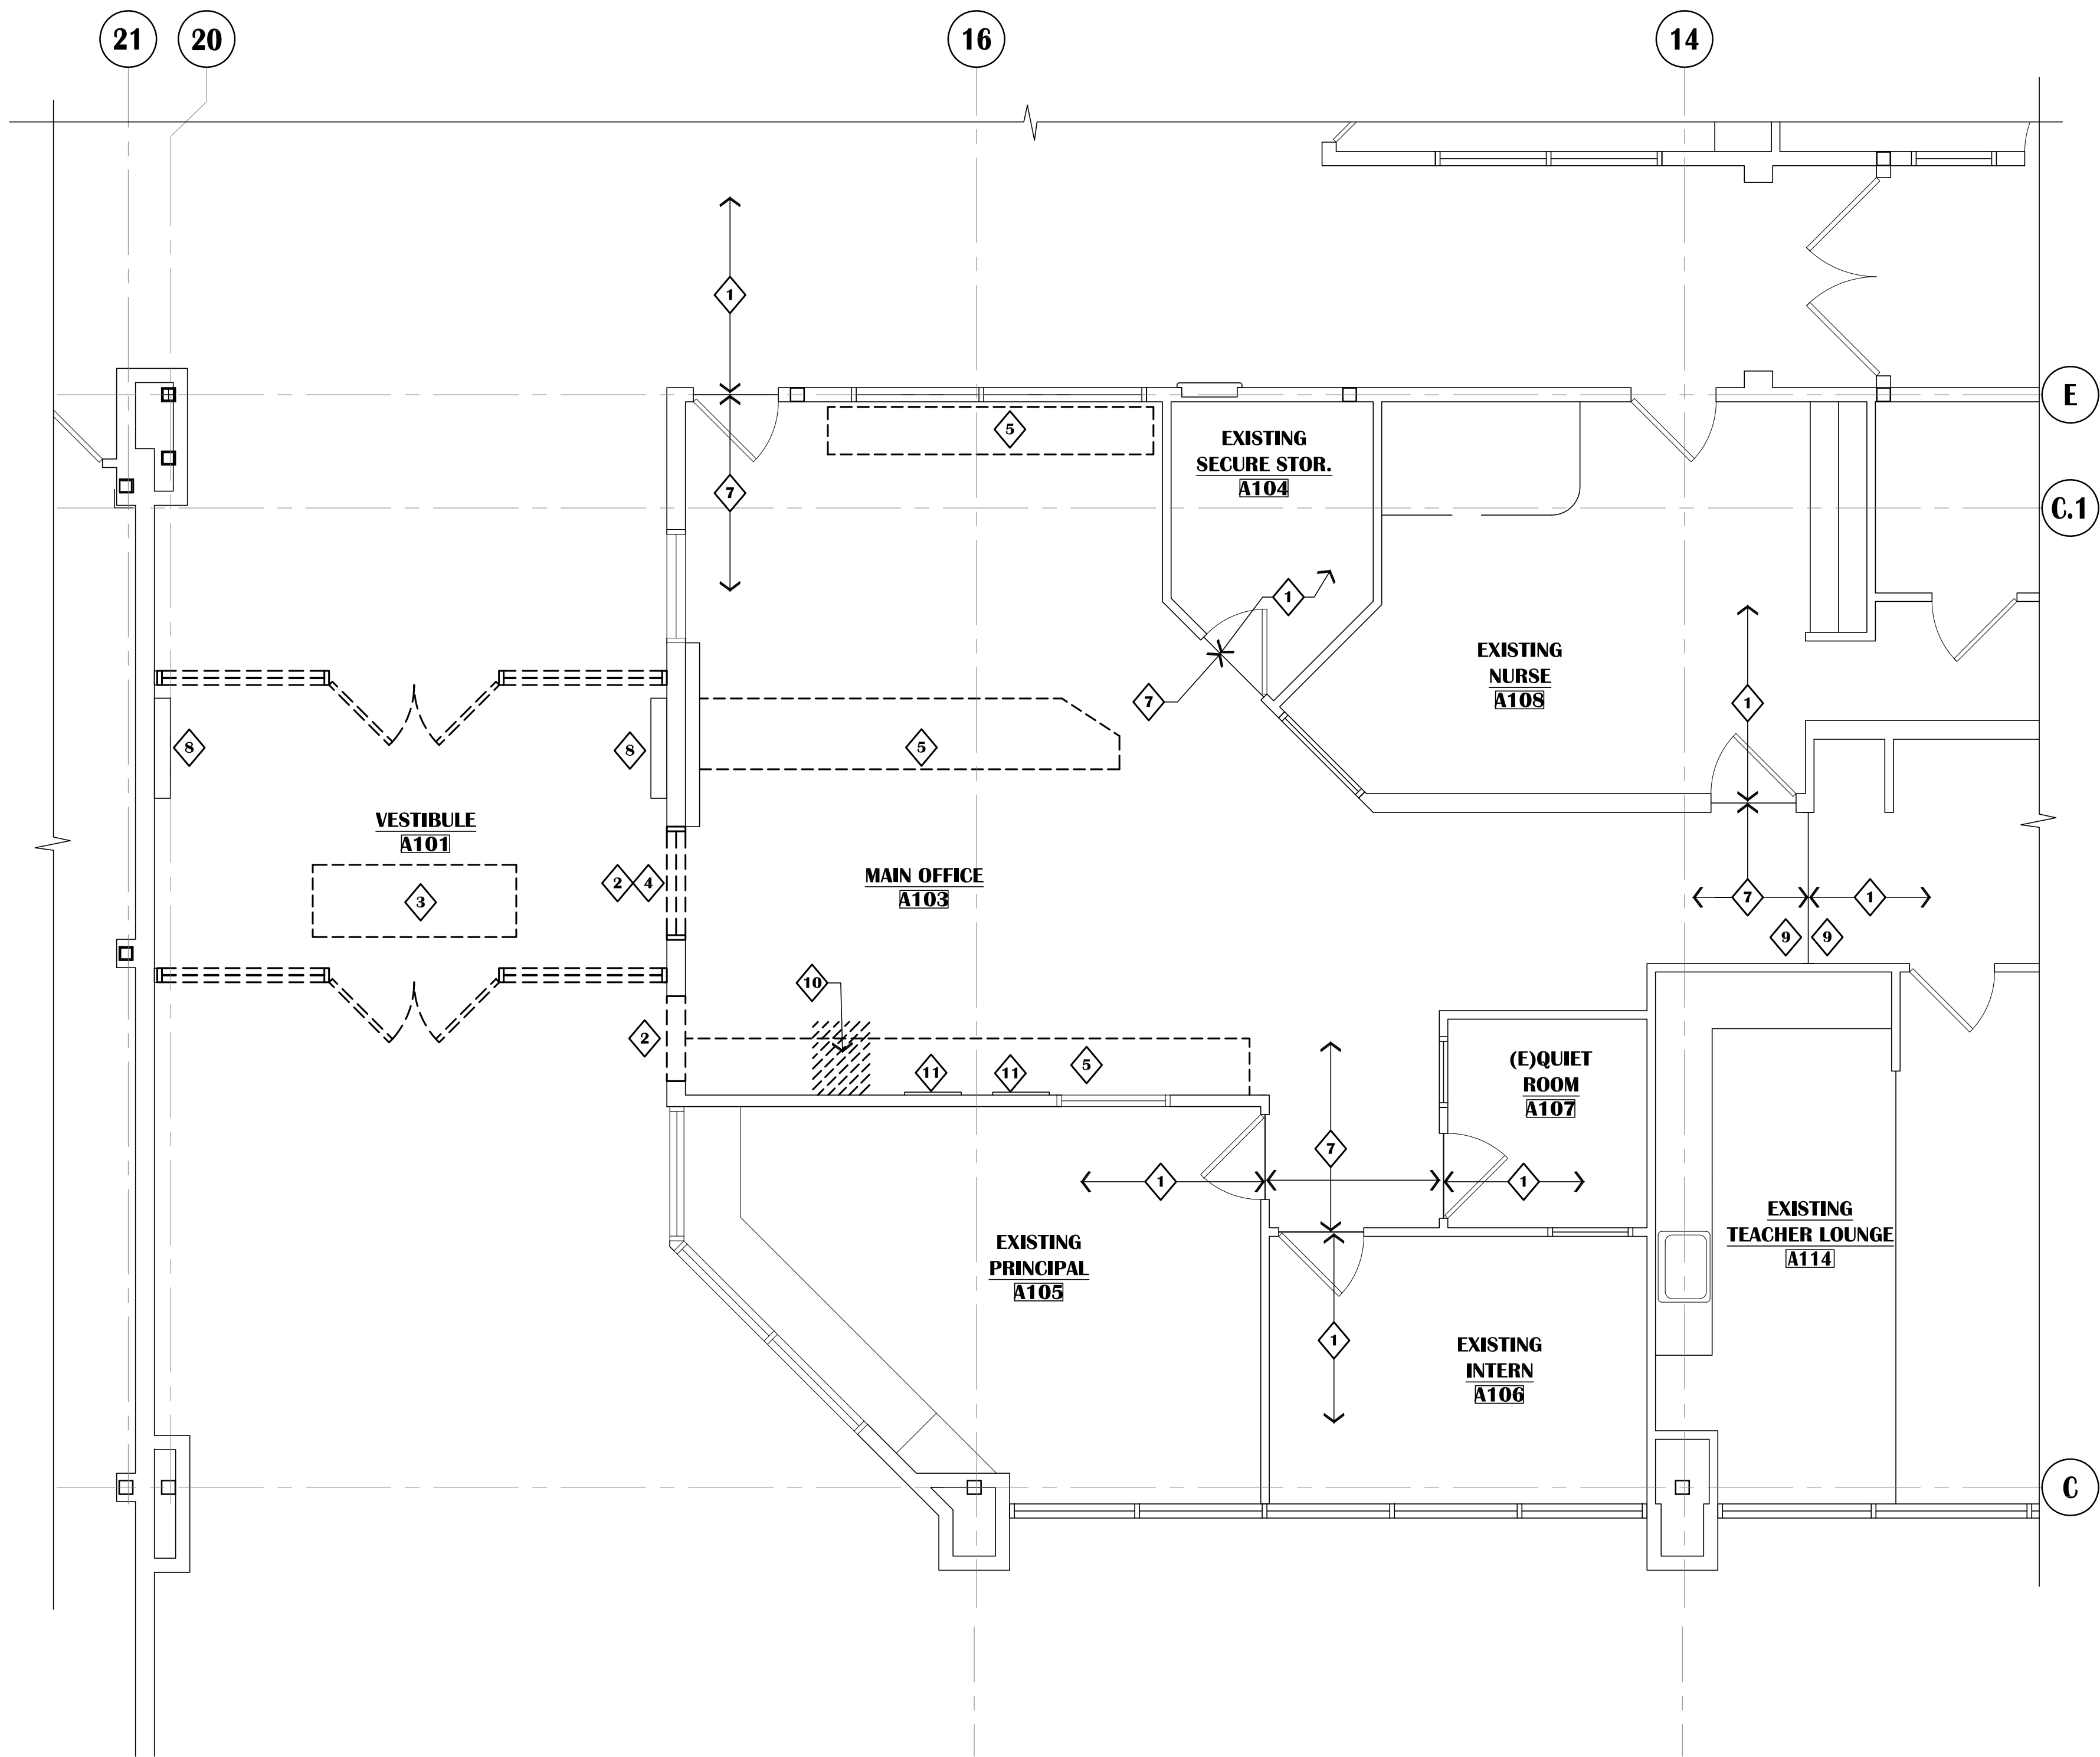 21
20
16
14
1
E
5
EXISTING
SECURE STOR.
A104
7
C.1
1
EXISTING
NURSE
A108
7
1
8
8
5
VESTIBULE
A101
MAIN OFFICE
A103
2
4
3
7
1
9
9
10
2
11
11
5
(E)QUIET
ROOM
A107
7
1
1
EXISTING
TEACHER LOUNGE
A114
EXISTING
PRINCIPAL
A105
1
EXISTING
INTERN
A106
C